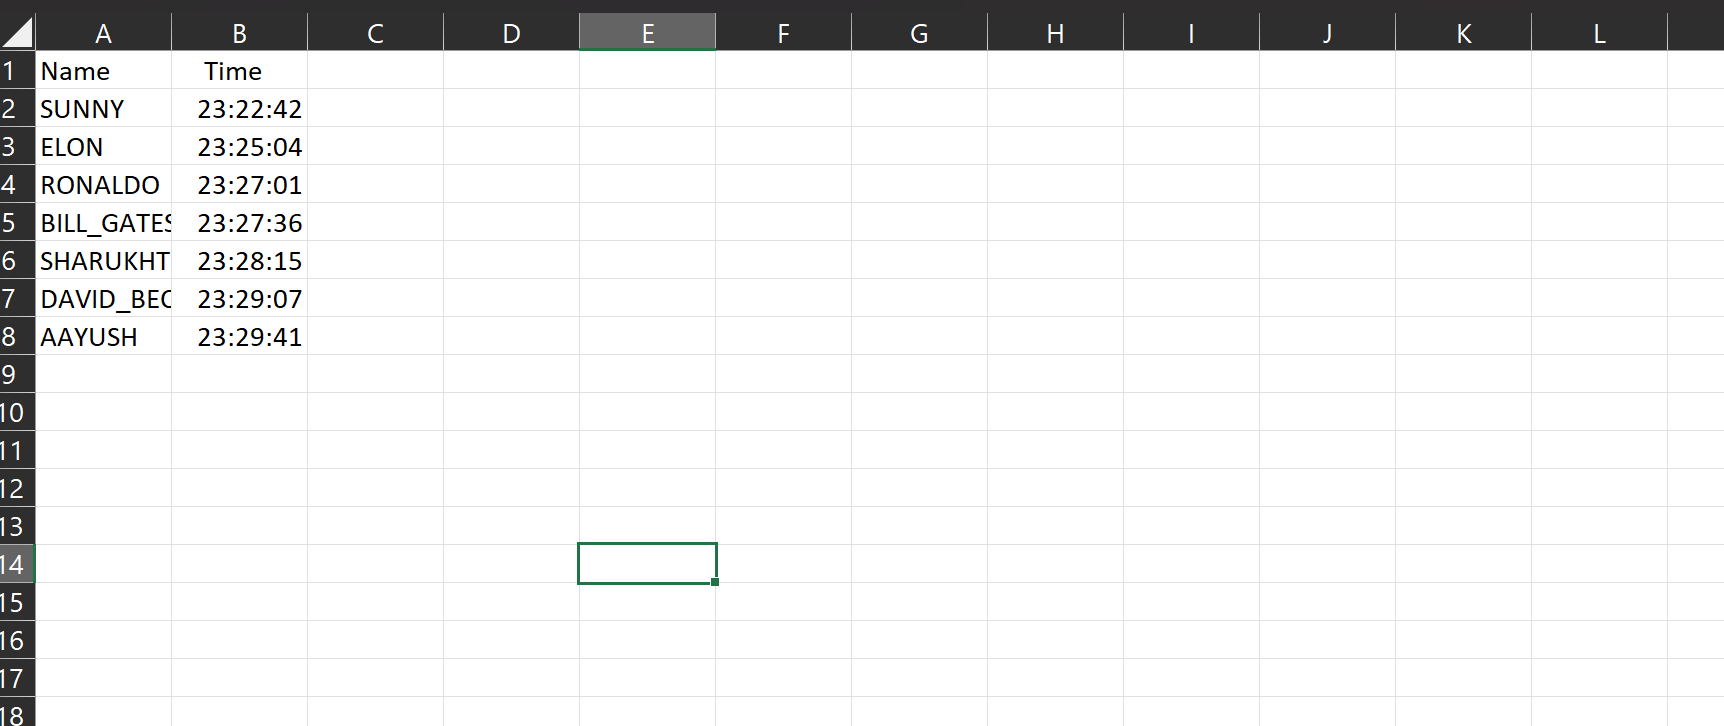 A B C D E F G H I J K L
1 Name Time
2 SUNNY 23:22:42
3 ELON 23:25:04
4 RONALDO 23:27:01
5 BILL_GATES 23:27:36
6 SHARUKHT 23:28:15
7 DAVID_BEC 23:29:07
8 AAYUSH 23:29:41
9
10
11
12
13
14
15
16
17
18